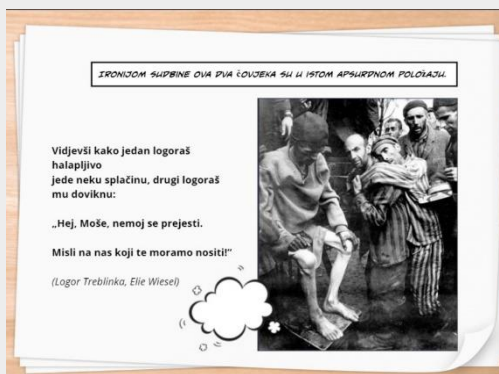 IRONIJOM SUDBINE OVA DVA ČOVJEKA SU U ISTOM APSURDNOM POLOŽAJU.
Vidjevši kako jedan logoraš
halapljivo
jede neku splačinu, drugi logoraš
mu doviknu:
„Hej, Moše, nemoj se prejesti.
Misli na nas koji te moramo nositi!”
(Logor Treblinka, Elie Wiesel)